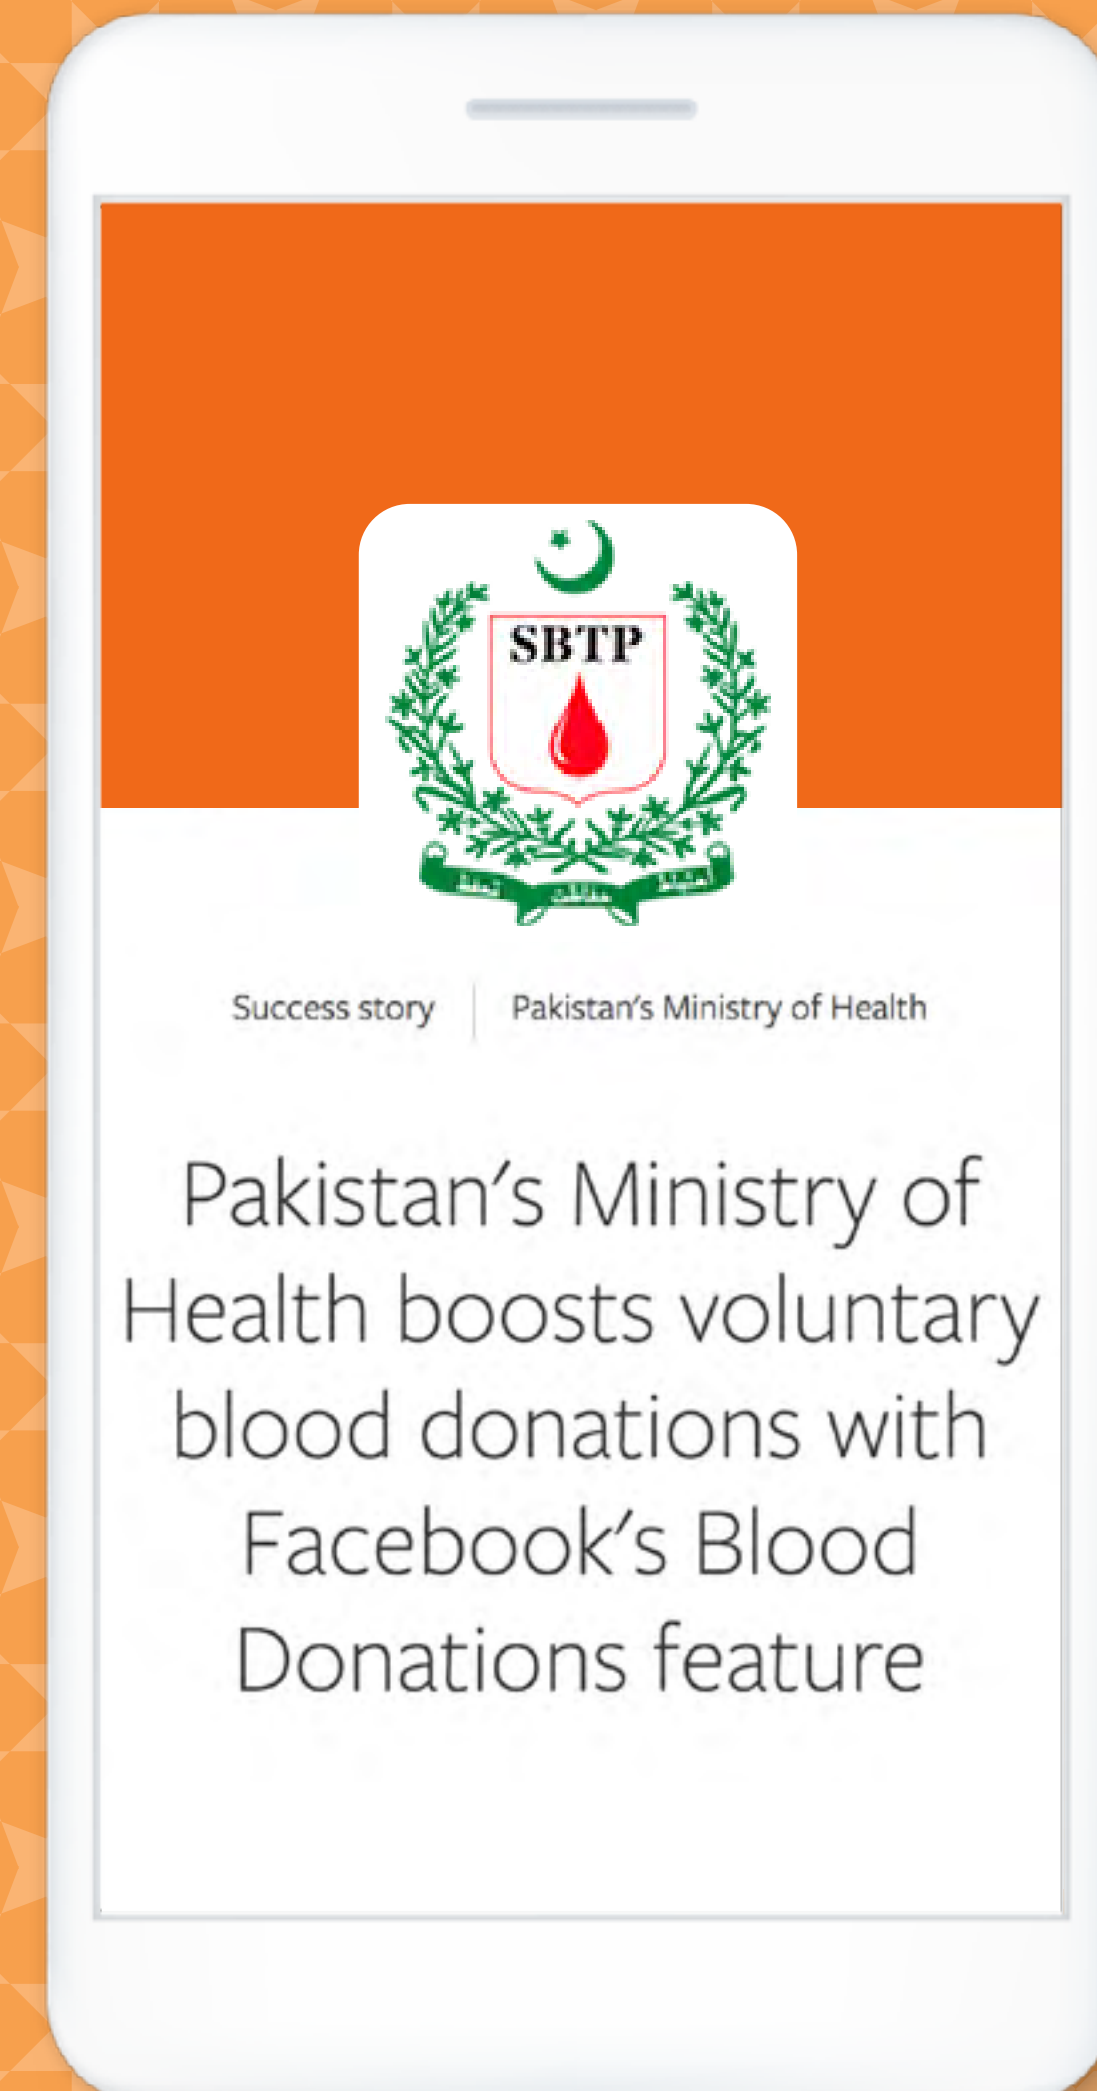 SBTP
Success story
Pakistan's Ministry of Health
Pakistan's Ministry of
Health boosts voluntary
blood donations with
Facebook's Blood
Donations feature